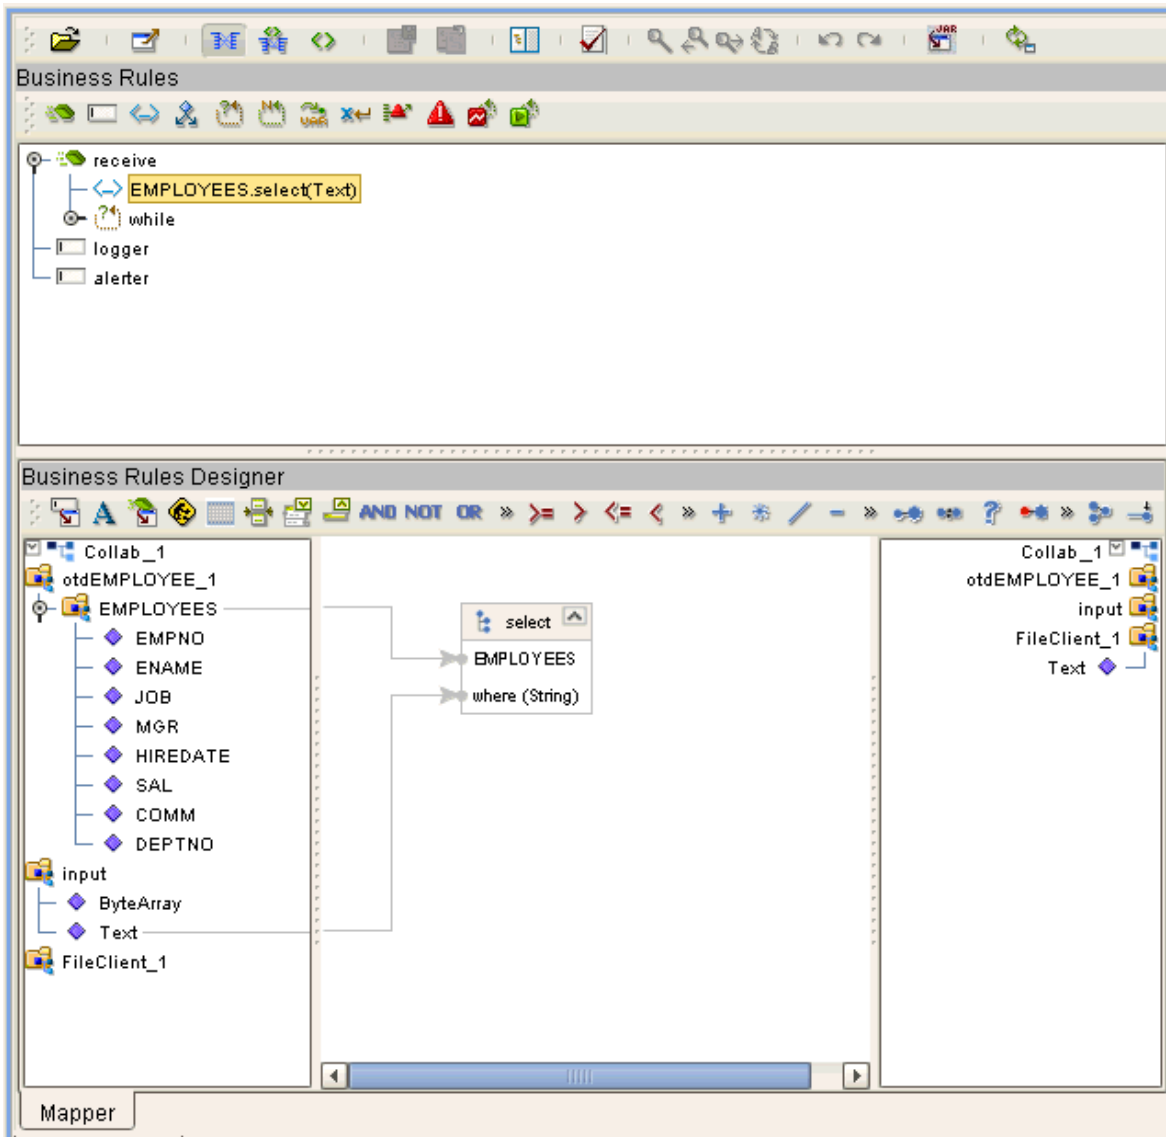 JAR
Business Rules
VAR
receive
EMPLOYEES.select(Text)
while
logger
alerter
Business Rules Designer
A AND NOT OR » >= > <= < » + / - » ? »
Collab_1
otdEMPLOYEE_1
EMPLOYEES
EMPNO
ENAME
JOB
MGR
HIREDATE
SAL
COMM
DEPTNO
input
ByteArray
Text
FileClient_1
select
EMPLOYEES
where (String)
Collab_1
otdEMPLOYEE_1
input
FileClient_1
Text
Mapper